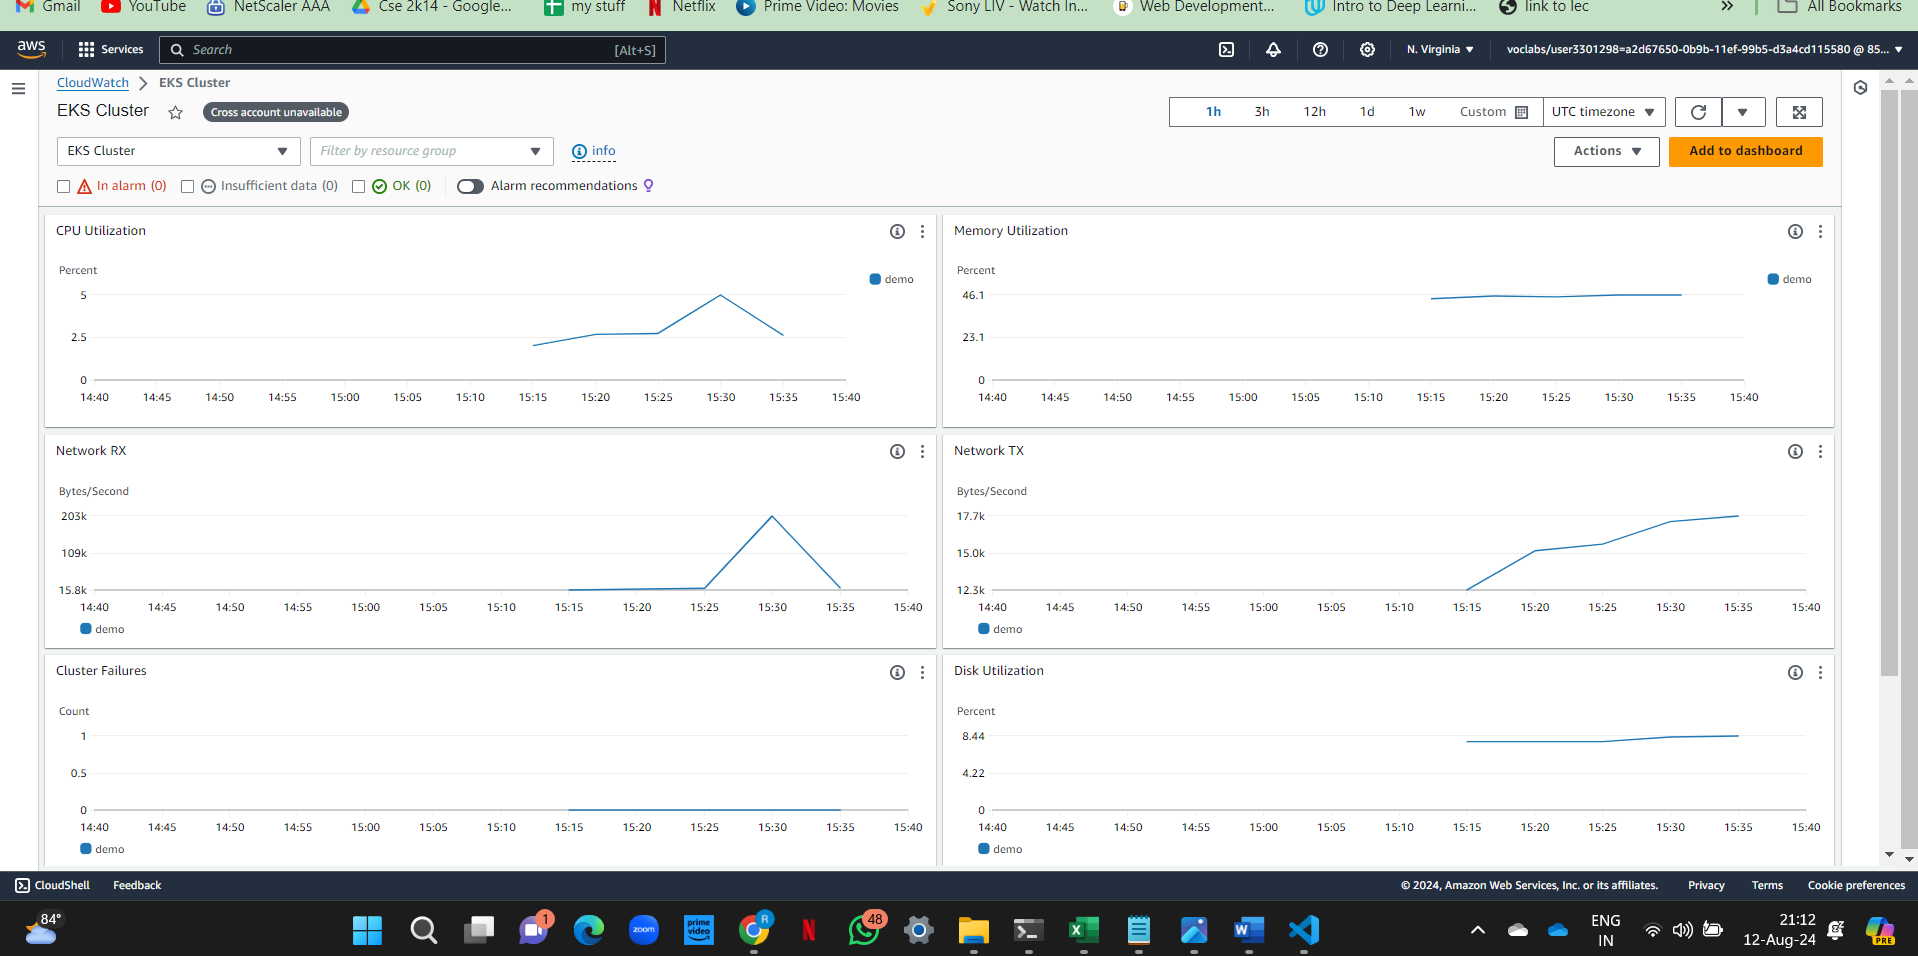 Gmail YouTube NetScaler AAA Cse 2k14 - Google... my stuff Netflix Prime Video: Movies Sony LIV - Watch In... Web Development... Intro to Deep Learni... link to lec » All Bookmarks
aws Services Search [Alt+S] N. Virginia voclabs/user3301298=a2d67650-0b9b-11ef-99b5-d3a4cd115580 @ 85...
CloudWatch EKS Cluster
EKS Cluster Cross account unavailable 1h 3h 12h 1d 1w Custom UTC timezone
EKS Cluster Filter by resource group info Actions Add to dashboard
In alarm (0) Insufficient data (0) OK (0) Alarm recommendations
CPU Utilization
Percent
demo
5
2.5
0
14:40 14:45 14:50 14:55 15:00 15:05 15:10 15:15 15:20 15:25 15:30 15:35 15:40
Memory Utilization
Percent
demo
46.1
23.1
0
14:40 14:45 14:50 14:55 15:00 15:05 15:10 15:15 15:20 15:25 15:30 15:35 15:40
Network RX
Bytes/Second
203k
109k
15.8k
14:40 14:45 14:50 14:55 15:00 15:05 15:10 15:15 15:20 15:25 15:30 15:35 15:40
demo
Network TX
Bytes/Second
17.7k
15.0k
12.3k
14:40 14:45 14:50 14:55 15:00 15:05 15:10 15:15 15:20 15:25 15:30 15:35 15:40
demo
Cluster Failures
Count
1
0.5
0
14:40 14:45 14:50 14:55 15:00 15:05 15:10 15:15 15:20 15:25 15:30 15:35 15:40
demo
Disk Utilization
Percent
8.44
4.22
0
14:40 14:45 14:50 14:55 15:00 15:05 15:10 15:15 15:20 15:25 15:30 15:35 15:40
demo
CloudShell Feedback © 2024, Amazon Web Services, Inc. or its affiliates. Privacy Terms Cookie preferences
84° 1 zoom prime video R N 48 ENG 21:12
IN 12-Aug-24 PRE